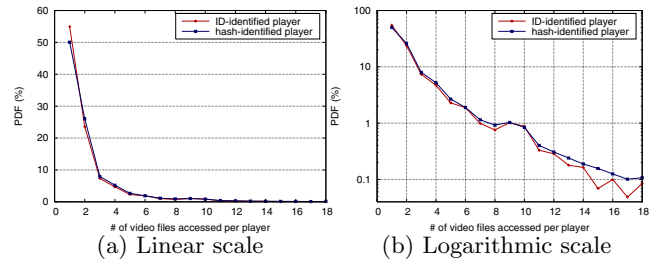 60
50
40
30
20
10
0
PDF (%)
0 2 4 6 8 10 12 14 16 18
# of video files accessed per player
ID-identified player
hash-identified player
(a) Linear scale
100
10
1
0.1
PDF (%)
0 2 4 6 8 10 12 14 16 18
# of video files accessed per player
ID-identified player
hash-identified player
(b) Logarithmic scale